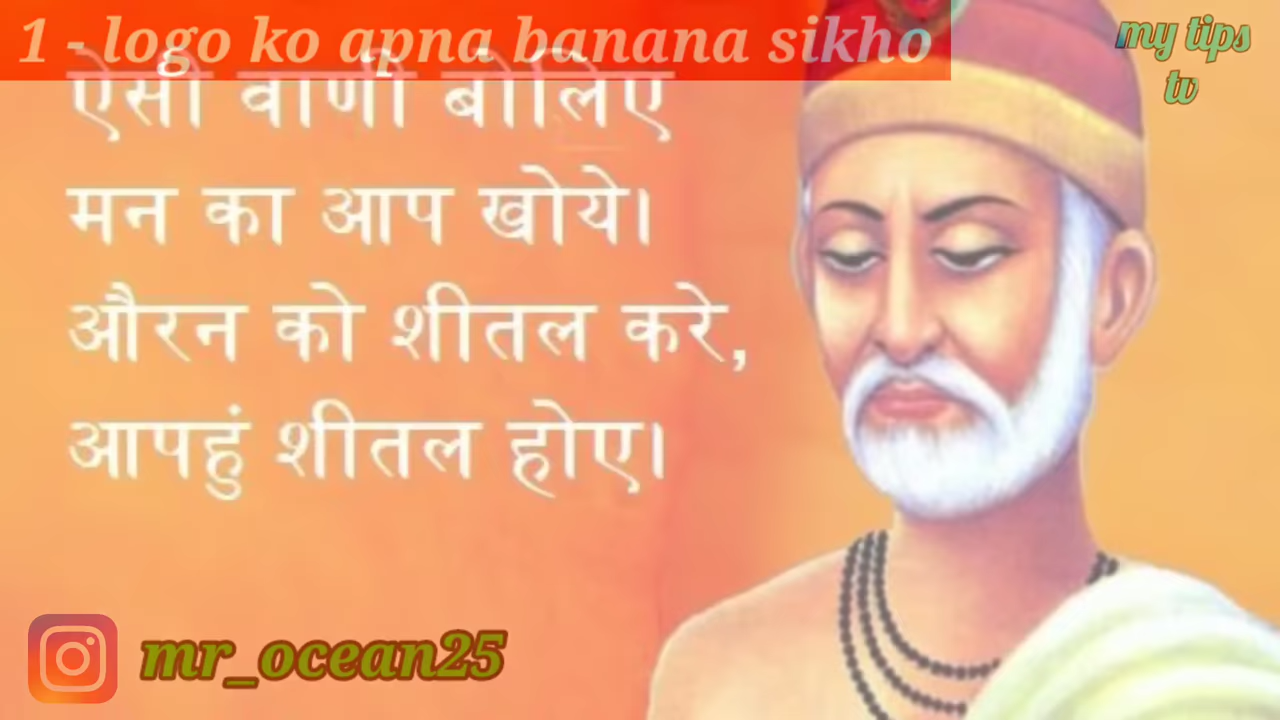 1 - logo ko apna banana sikho
my tips
tv
ऐसी वाणी बोलिए
मन का आप खोये।
औरन को शीतल करे,
आपहुं शीतल होए।
mr_ocean25